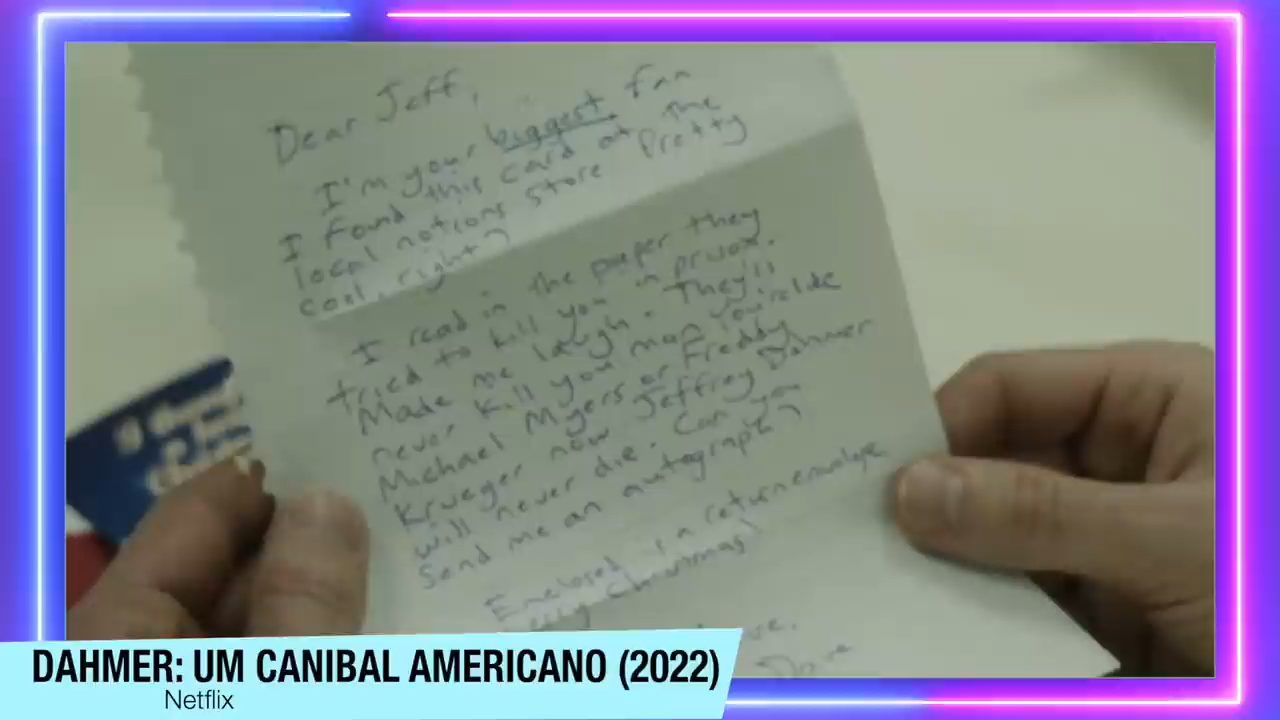 Dear Jeff,
I'm your biggest fan
I found this card at the
local notions store Pretty
cool, right?
I read in the paper they
tried to kill you in prison.
Made me laugh. They'll
never kill you man You're like
Michael Myers or Freddy
Krueger now. Jeffrey Dahmer
will never die. Can you
Send me an autograph?
Enclosed is a return envelope
Christmas!
Love,
Dave
DAHMER: UM CANIBAL AMERICANO (2022)
Netflix